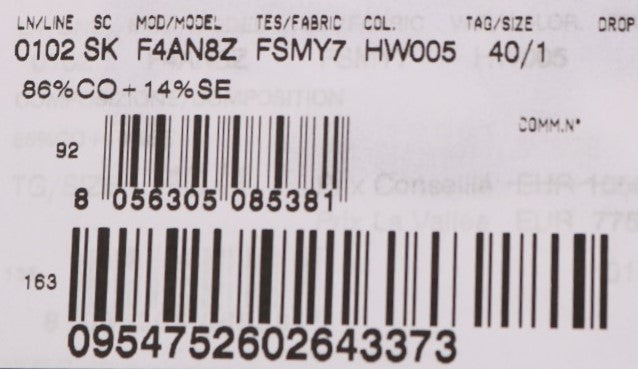 LN/LINE SC MOD/MODEL TES/FABRIC COL. TAG/SIZE DROP
0102 SK F4AN8Z FSMY7 HW005 40/1
86%CO+14%SE
COMM.N°
92
8 056305 085381
163
0954752602643373